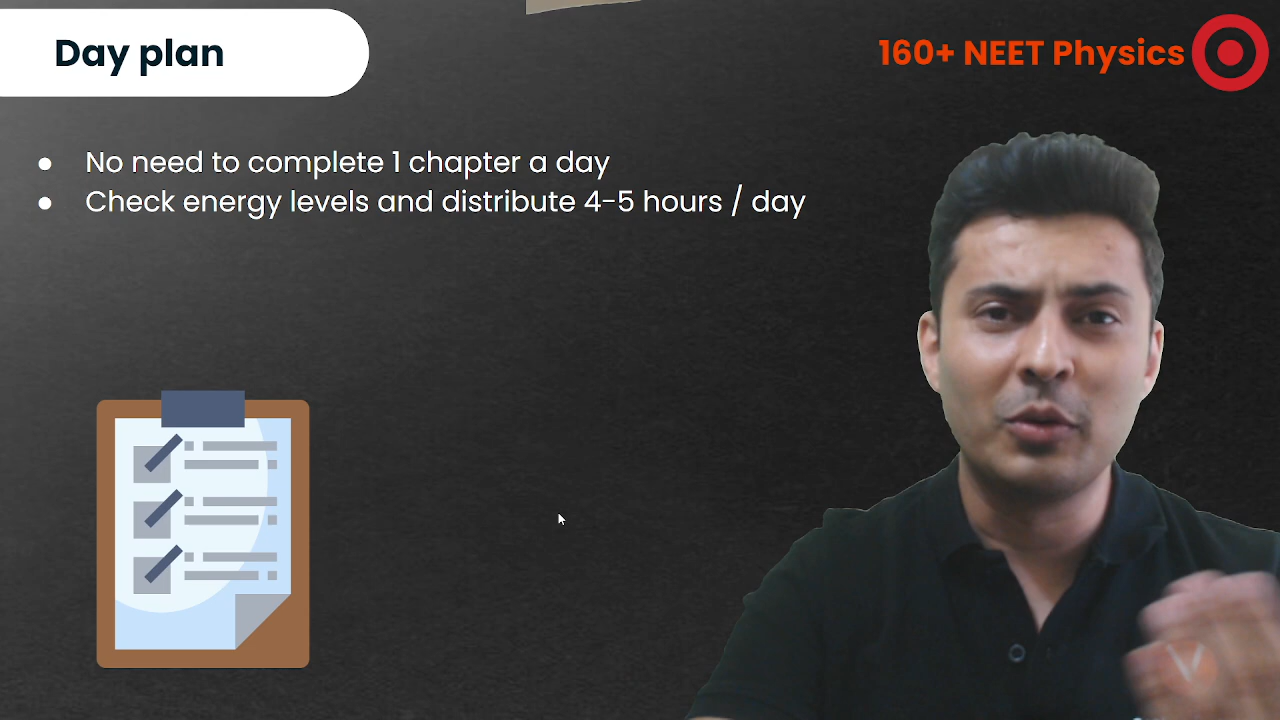 Day plan
160+ NEET Physics
● No need to complete 1 chapter a day
● Check energy levels and distribute 4-5 hours / day